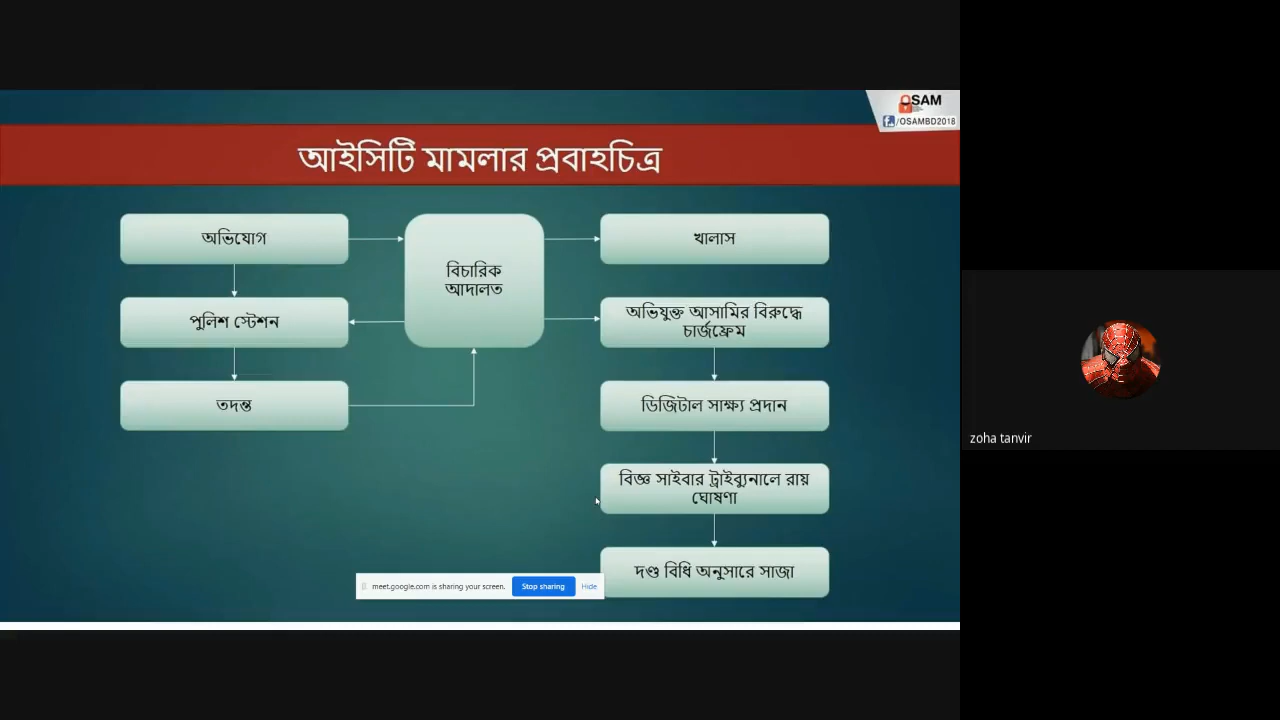 OSAM
/OSAMBD2018
আইসিটি মামলার প্রবাহচিত্র
অভিযোগ
পুলিশ স্টেশন
তদন্ত
বিচারিক
আদালত
খালাস
অভিযুক্ত আসামির বিরুদ্ধে
চার্জফ্রেম
ডিজিটাল সাক্ষ্য প্রদান
বিজ্ঞ সাইবার ট্রাইব্যুনালে রায়
ঘোষণা
দণ্ড বিধি অনুসারে সাজা
meet.google.com is sharing your screen. Stop sharing Hide
zoha tanvir